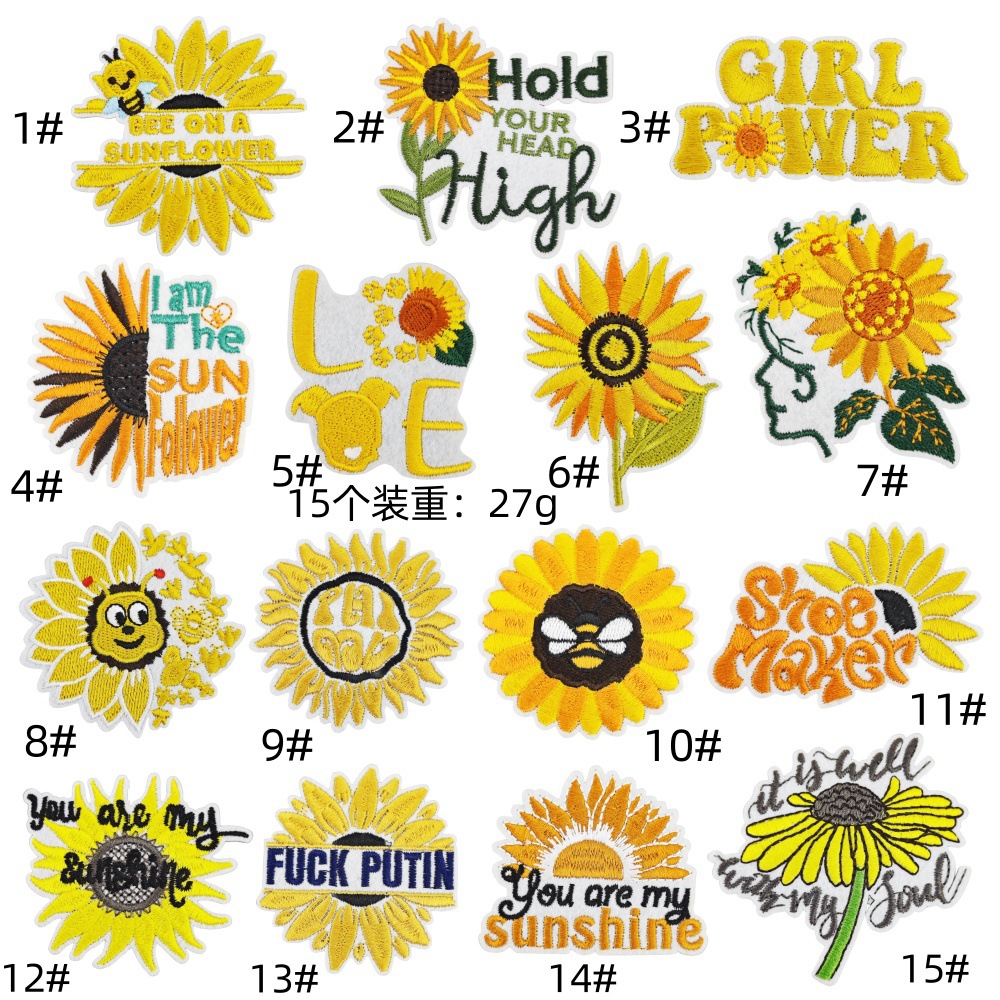 1#
BEE ON A
SUNFLOWER
2#
Hold
YOUR
HEAD
High
3#
GIRL
POWER
4#
I am
The
SUN
follower
5#
L
E
6#
7#
15个装重：27g
8#
9#
10#
11#
Shoe
Maker
12#
You are my
sunshine
13#
FUCK PUTIN
14#
You are my
sunshine
15#
it is well
with my Soul